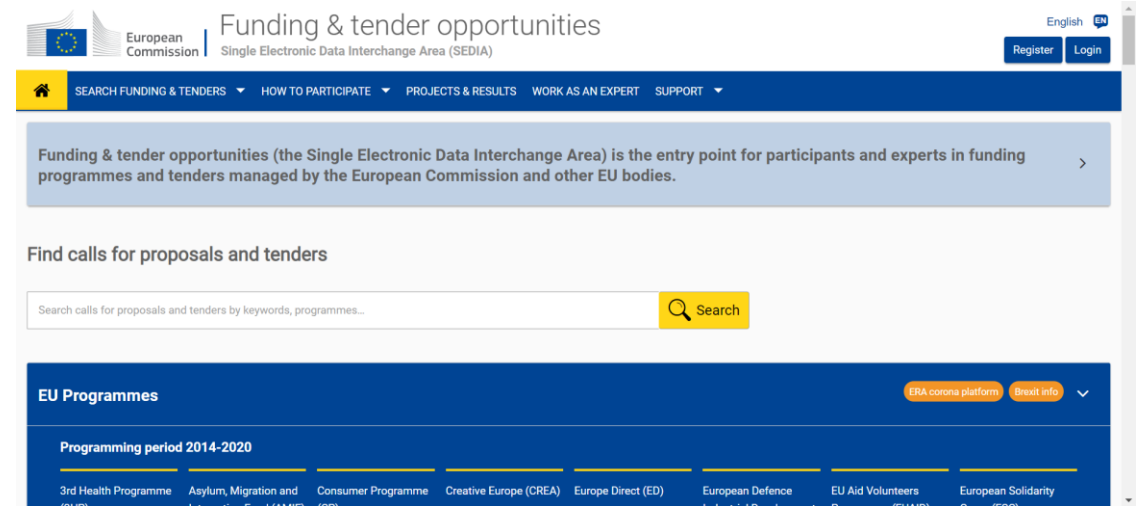 European
Commission
Funding & tender opportunities
Single Electronic Data Interchange Area (SEDIA)
English EN
Register Login
SEARCH FUNDING & TENDERS HOW TO PARTICIPATE PROJECTS & RESULTS WORK AS AN EXPERT SUPPORT
Funding & tender opportunities (the Single Electronic Data Interchange Area) is the entry point for participants and experts in funding
programmes and tenders managed by the European Commission and other EU bodies.
Find calls for proposals and tenders
Search calls for proposals and tenders by keywords, programmes...
Search
EU Programmes
ERA corona platform Brexit info
Programming period 2014-2020
3rd Health Programme Asylum, Migration and Consumer Programme Creative Europe (CREA) Europe Direct (ED) European Defence EU Aid Volunteers European Solidarity